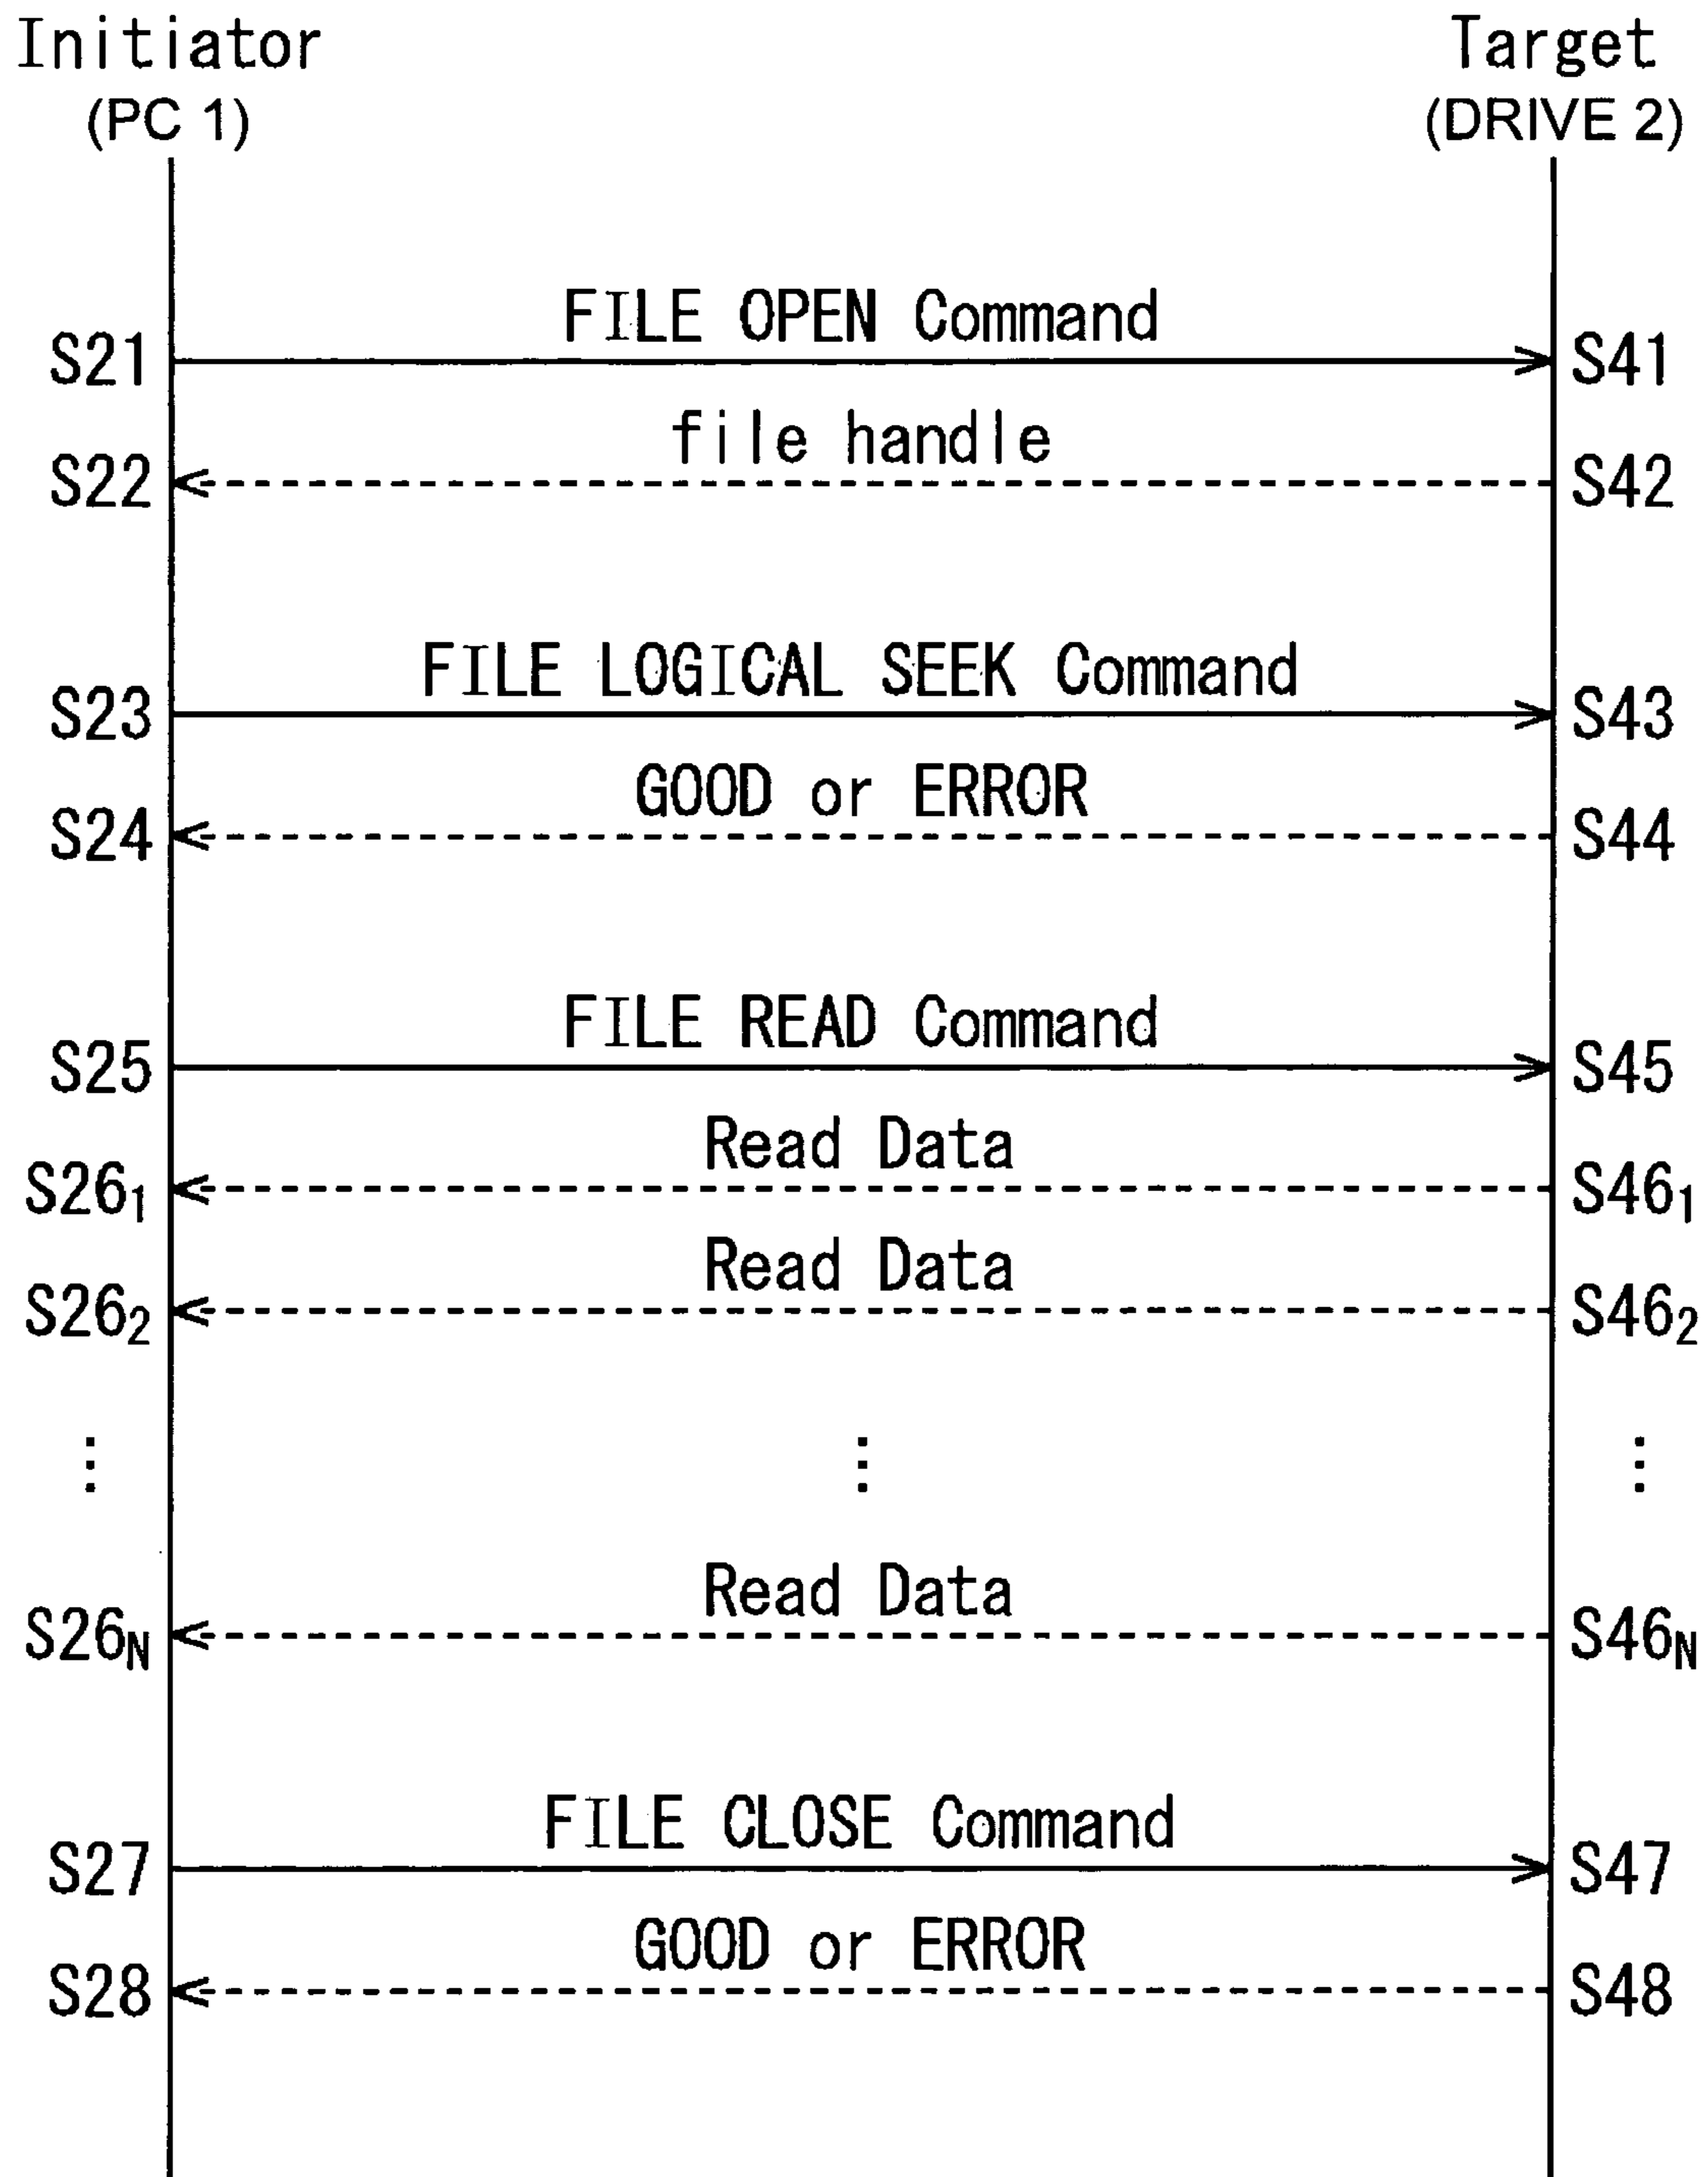 Initiator Target
(PC 1) (DRIVE 2)
FILE OPEN Command
S21 S41
file handle
S22 S42
FILE LOGICAL SEEK Command
S23 S43
GOOD or ERROR
S24 S44
FILE READ Command
S25 S45
Read Data
S26₁ S46₁
Read Data
S26₂ S46₂
⋮ ⋮ ⋮
Read Data
S26N S46N
FILE CLOSE Command
S27 S47
GOOD or ERROR
S28 S48